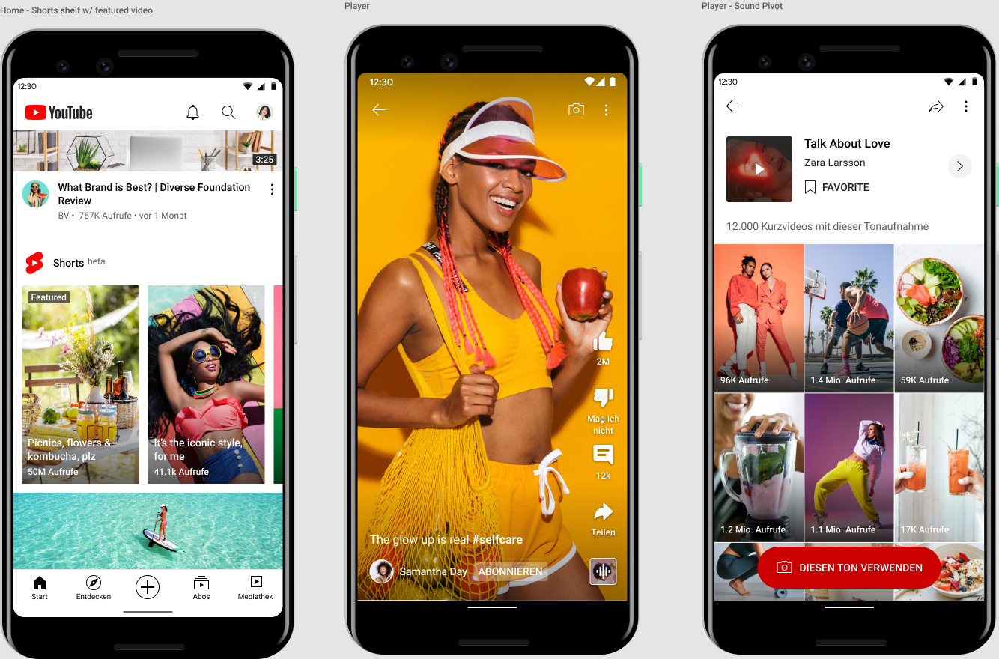 Home - Shorts shelf w/ featured video
12:30
YouTube
3:25
What Brand is Best? | Diverse Foundation
Review
BV • 767K Aufrufe • vor 1 Monat
Shorts beta
Featured
Picnics, flowers &
kombucha, plz
50M Aufrufe
It's the iconic style,
for me
41.1k Aufrufe
Start
Entdecken
Abos
Mediathek
Player
12:30
2M
Mag ich
nicht
12k
Teilen
The glow up is real #selfcare
Samantha Day
ABONNIEREN
Player - Sound Pivot
12:30
Talk About Love
Zara Larsson
FAVORITE
12.000 Kurzvideos mit dieser Tonaufnahme
96K Aufrufe
1.4 Mio. Aufrufe
59K Aufrufe
1.2 Mio. Aufrufe
1.1 Mio. Aufrufe
17K Aufrufe
DIESEN TON VERWENDEN